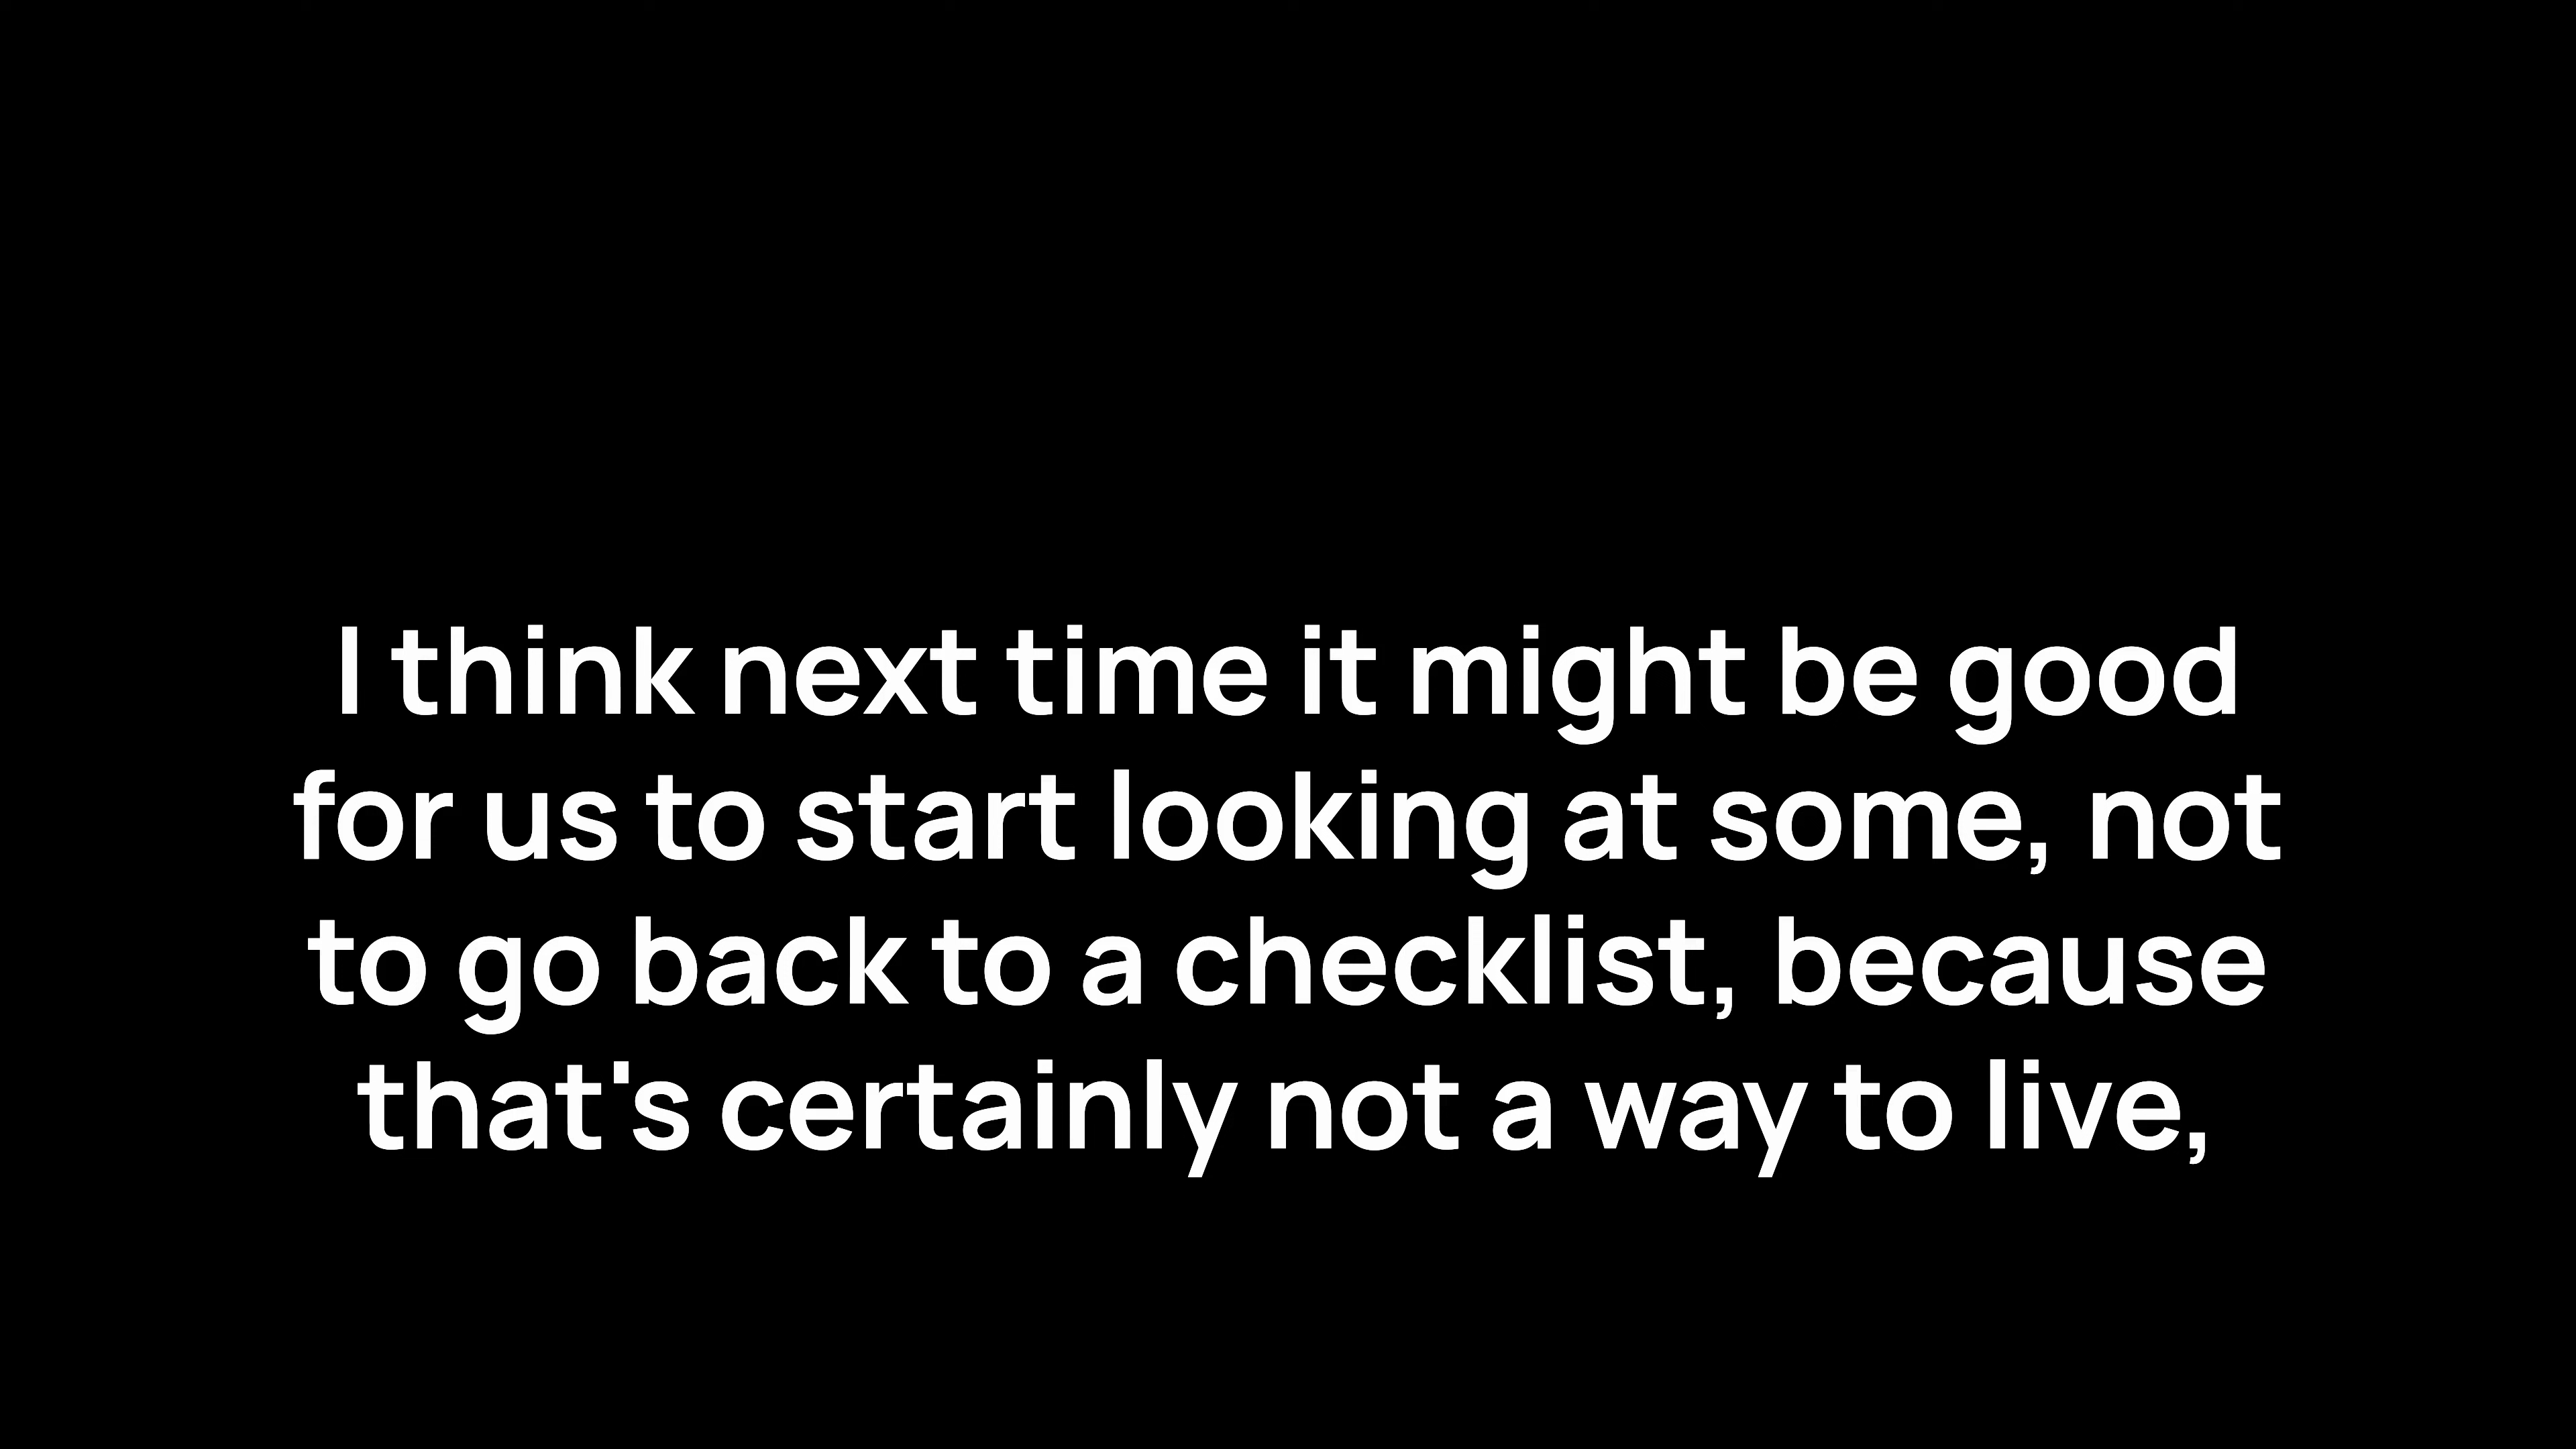 I think next time it might be good
for us to start looking at some, not
to go back to a checklist, because
that's certainly not a way to live,